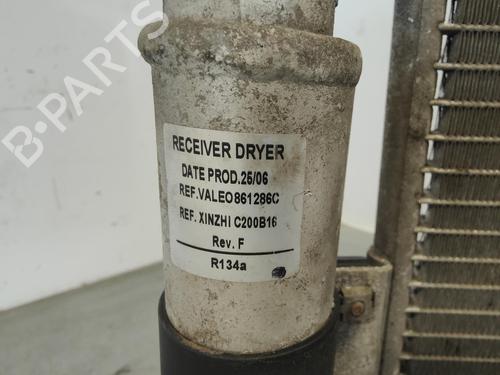 B-PARTS
RECEIVER DRYER
DATE PROD.25/06
REF.VALEO861286C
REF. XINZHI C200B16
Rev. F
R134a